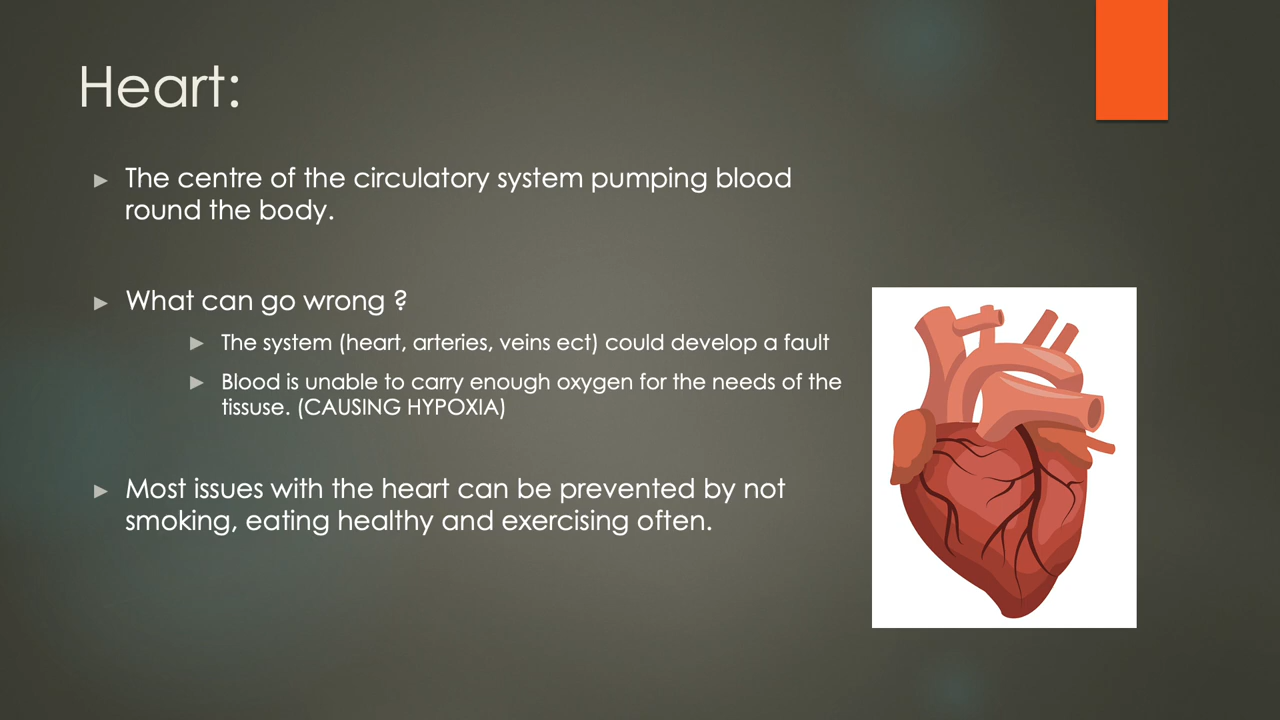 Heart:
The centre of the circulatory system pumping blood
round the body.
What can go wrong ?
The system (heart, arteries, veins ect) could develop a fault
Blood is unable to carry enough oxygen for the needs of the
tissuse. (CAUSING HYPOXIA)
Most issues with the heart can be prevented by not
smoking, eating healthy and exercising often.